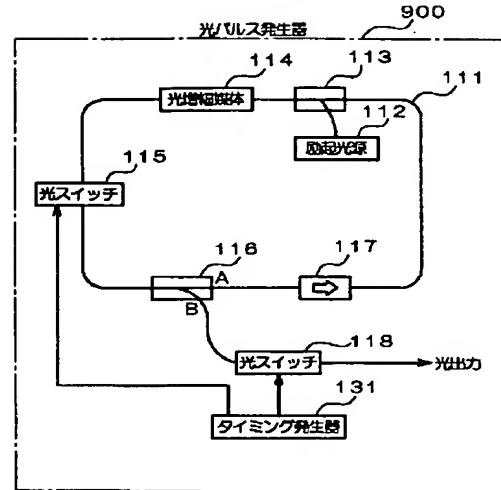 900
光パルス発生器
114
113
111
光増幅媒体
112
励起光源
115
光スイッチ
116
A
117
B
118
光スイッチ
光出力
131
タイミング発生器